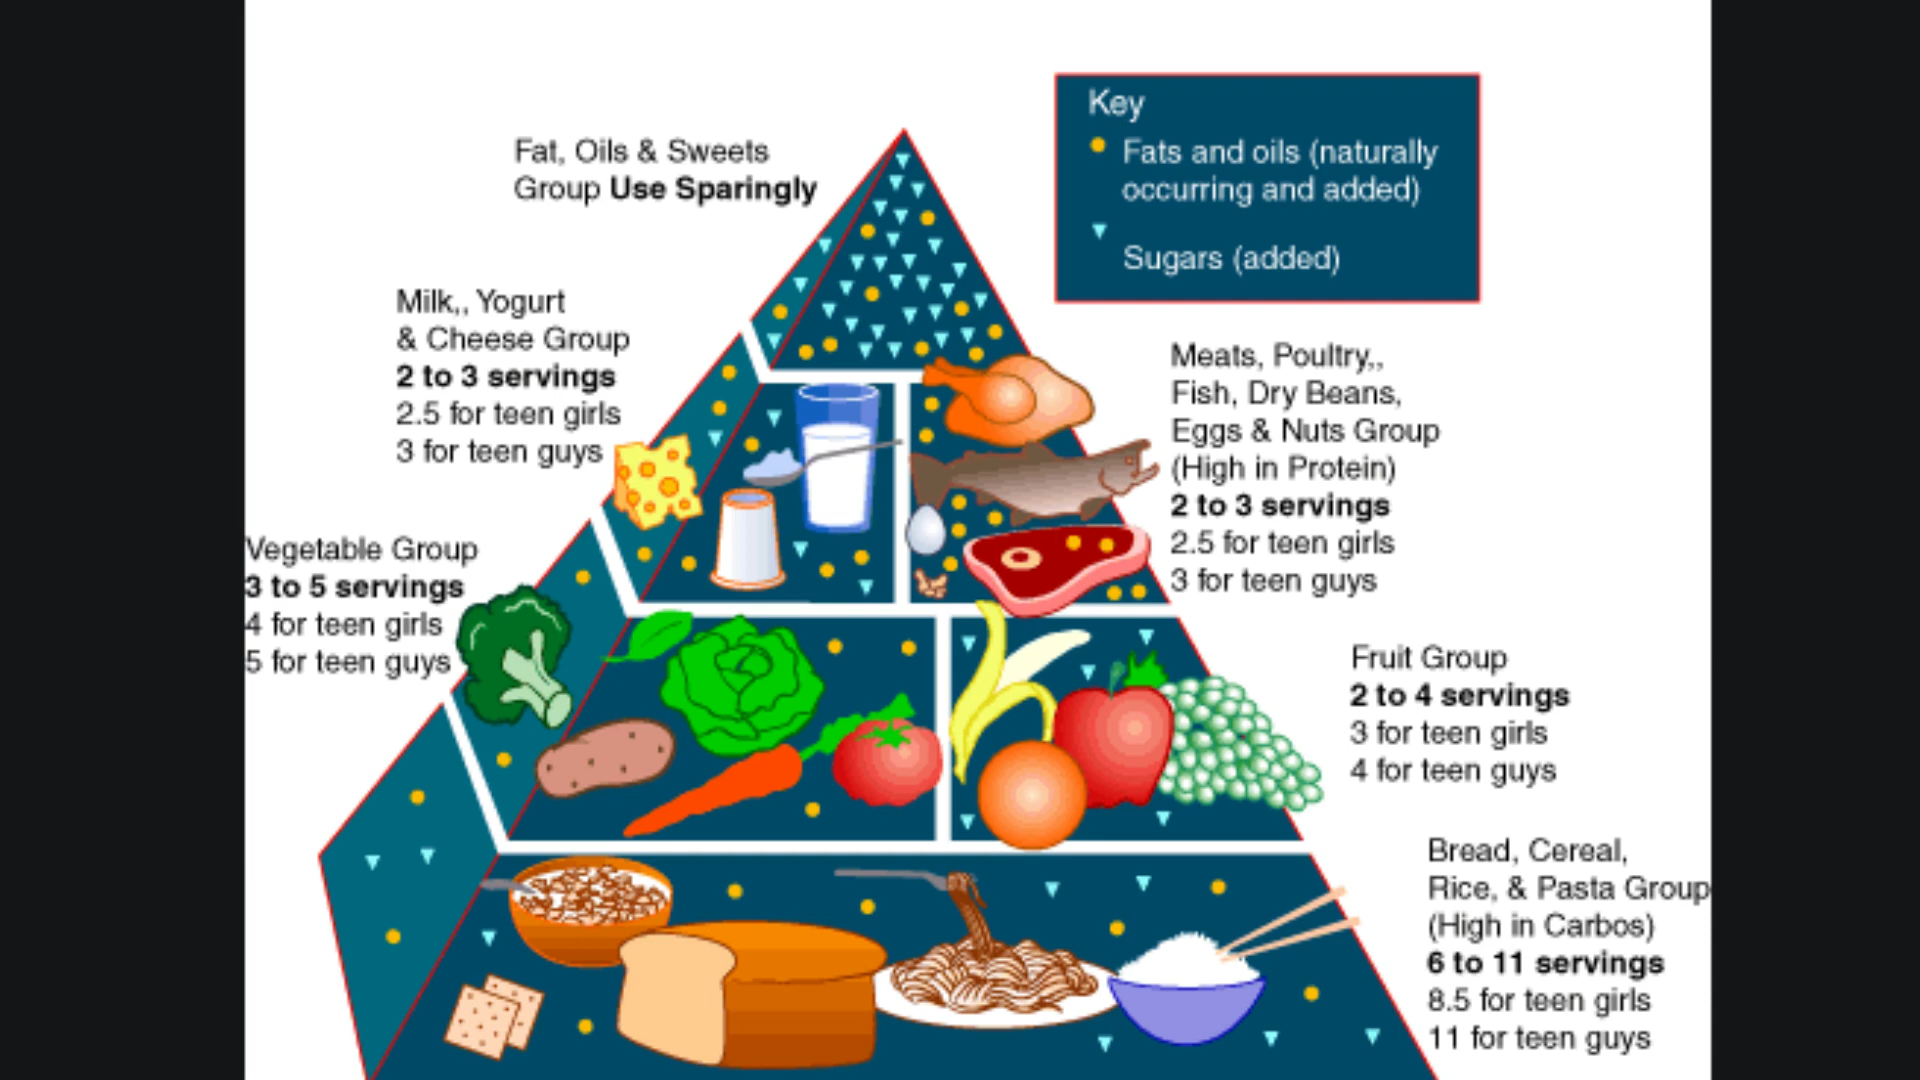 Key
Fats and oils (naturally
occurring and added)
Sugars (added)
Fat, Oils & Sweets
Group Use Sparingly
Milk,, Yogurt
& Cheese Group
2 to 3 servings
2.5 for teen girls
3 for teen guys
Meats, Poultry,,
Fish, Dry Beans,
Eggs & Nuts Group
(High in Protein)
2 to 3 servings
2.5 for teen girls
3 for teen guys
Vegetable Group
3 to 5 servings
4 for teen girls
5 for teen guys
Fruit Group
2 to 4 servings
3 for teen girls
4 for teen guys
Bread, Cereal,
Rice, & Pasta Group
(High in Carbos)
6 to 11 servings
8.5 for teen girls
11 for teen guys